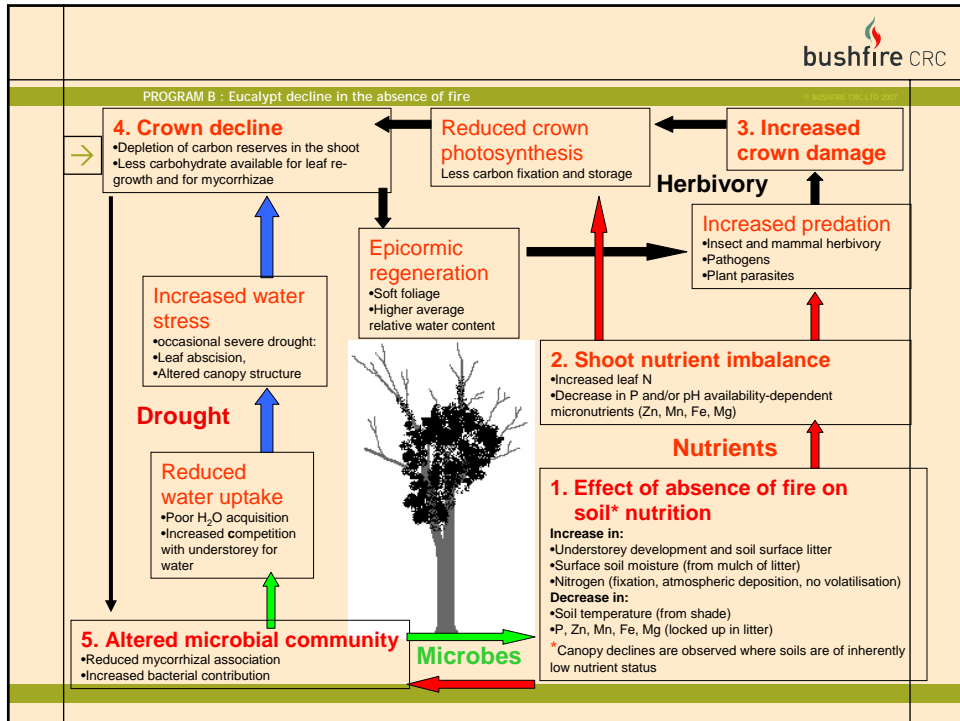 bushfire CRC
PROGRAM B : Eucalypt decline in the absence of fire
© BUSHFIRE CRC LTD 2007
4. Crown decline
•Depletion of carbon reserves in the shoot
•Less carbohydrate available for leaf re-
growth and for mycorrhizae
Reduced crown
photosynthesis
Less carbon fixation and storage
3. Increased
crown damage
Herbivory
Increased predation
•Insect and mammal herbivory
•Pathogens
•Plant parasites
Epicormic
regeneration
•Soft foliage
•Higher average
relative water content
Increased water
stress
•occasional severe drought:
•Leaf abscision,
•Altered canopy structure
2. Shoot nutrient imbalance
•Increased leaf N
•Decrease in P and/or pH availability-dependent
micronutrients (Zn, Mn, Fe, Mg)
Drought
Nutrients
Reduced
water uptake
•Poor H₂O acquisition
•Increased competition
with understorey for
water
1. Effect of absence of fire on
soil* nutrition
Increase in:
•Understorey development and soil surface litter
•Surface soil moisture (from mulch of litter)
•Nitrogen (fixation, atmospheric deposition, no volatilisation)
Decrease in:
•Soil temperature (from shade)
•P, Zn, Mn, Fe, Mg (locked up in litter)
*Canopy declines are observed where soils are of inherently
low nutrient status
5. Altered microbial community
•Reduced mycorrhizal association
•Increased bacterial contribution
Microbes